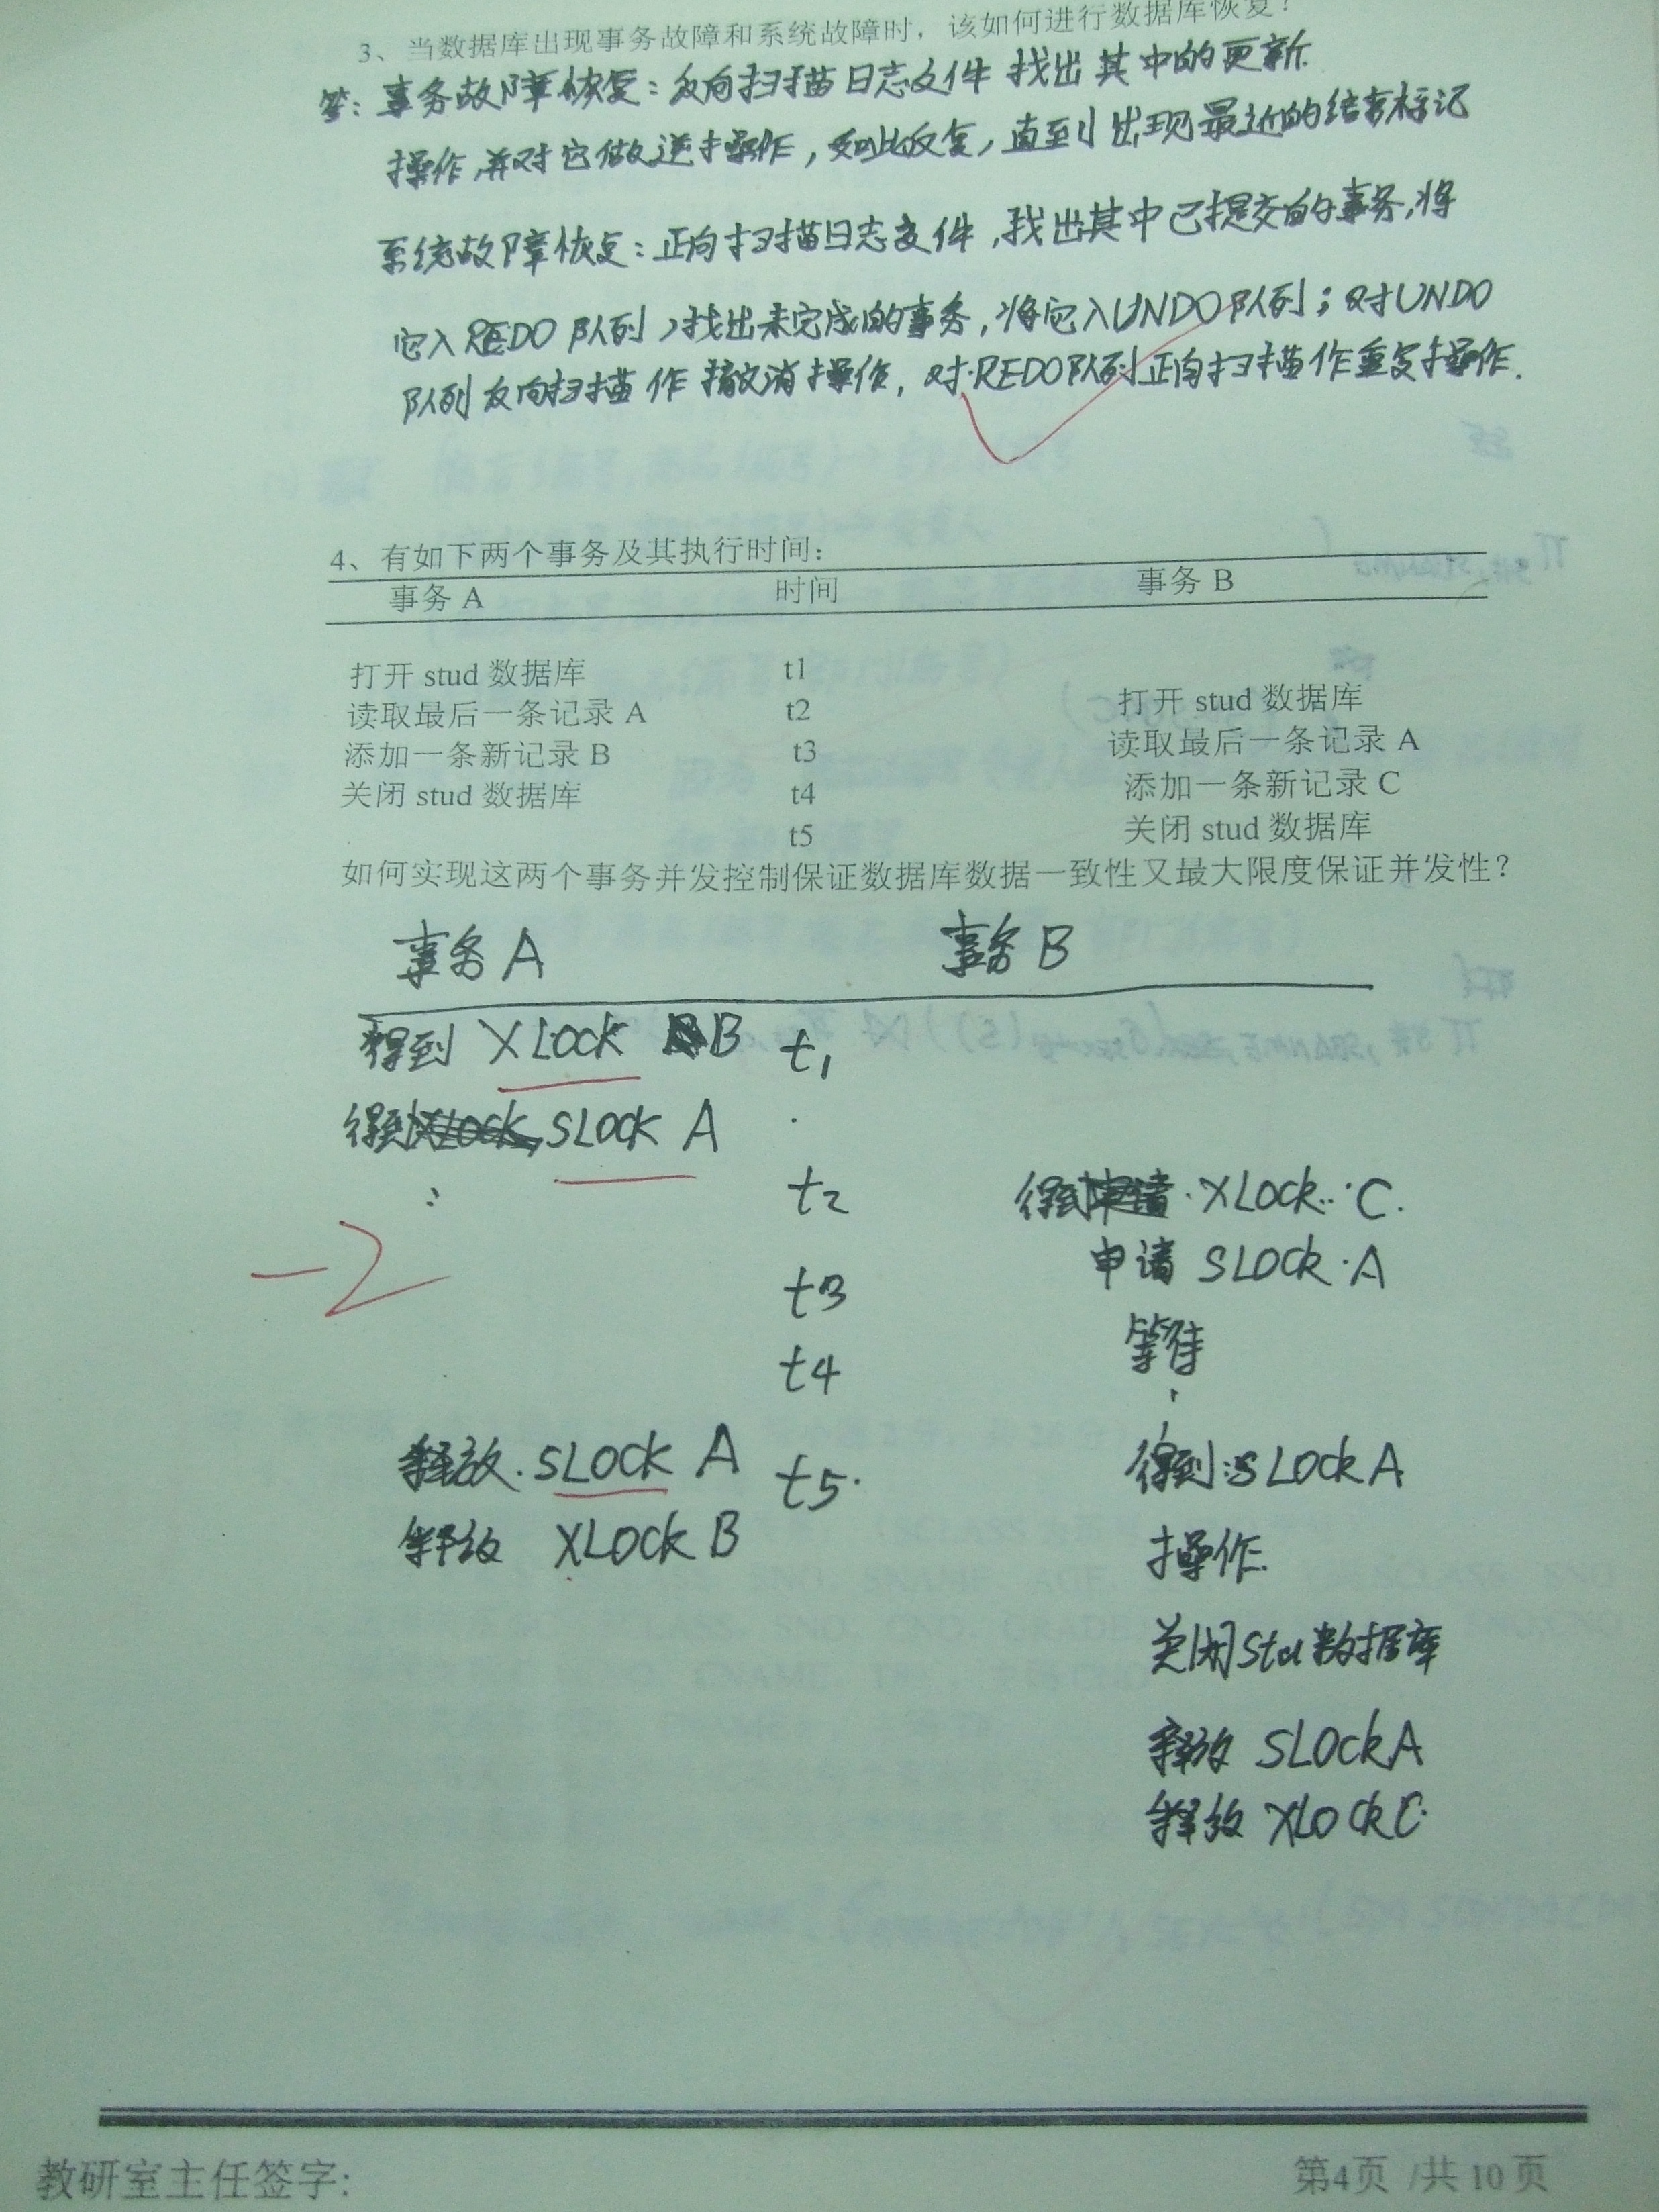 3、当数据库出现事务故障和系统故障时，该如何进行数据库恢复？
答：事务故障恢复：反向扫描日志文件 找出其中的更新
操作，并对它做逆操作，如此反复，直到出现最近的结束标记
系统故障恢复：正向扫描日志文件，找出其中已提交的事务，将
它入REDO队列，找出未完成的事务，将它入UNDO队列；对UNDO
队列反向扫描作撤消操作，对REDO队列正向扫描作重复操作.
4、有如下两个事务及其执行时间：
事务 A 时间 事务 B
打开 stud 数据库 t1
读取最后一条记录 A t2 打开 stud 数据库
添加一条新记录 B t3 读取最后一条记录 A
关闭 stud 数据库 t4 添加一条新记录 C
t5 关闭 stud 数据库
如何实现这两个事务并发控制保证数据库数据一致性又最大限度保证并发性？
事务 A 事务 B
得到 XLock B t1
得到 SLock A
t2 得到 XLock C.
申请 SLock A
-2
t3 等待
t4
释放 SLock A t5 得到 SLock A
释放 XLock B 操作
关闭 stu 数据库
释放 SLock A
释放 XLock C
教研室主任签字: 第4页 /共 10 页